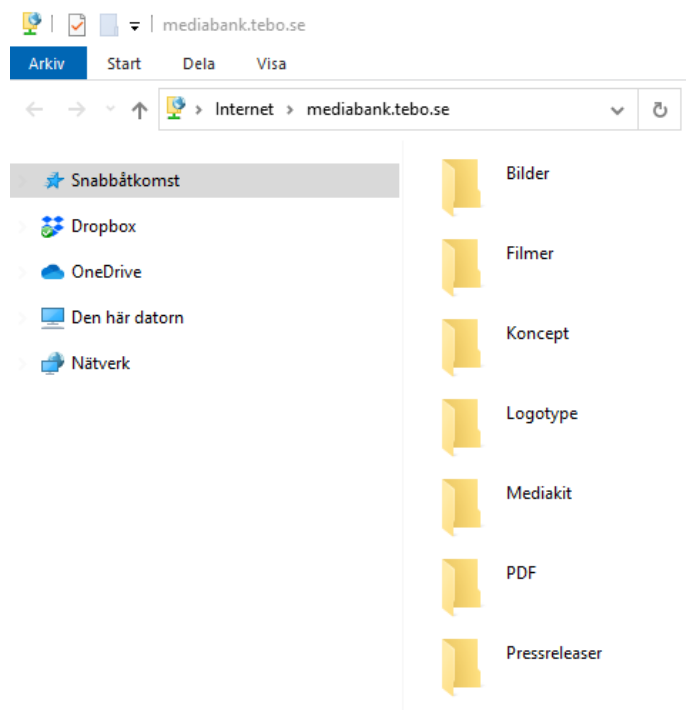 mediabank.tebo.se
Arkiv Start Dela Visa
Internet > mediabank.tebo.se
Snabbåtkomst
Dropbox
OneDrive
Den här datorn
Nätverk
Bilder
Filmer
Koncept
Logotype
Mediakit
PDF
Pressreleaser